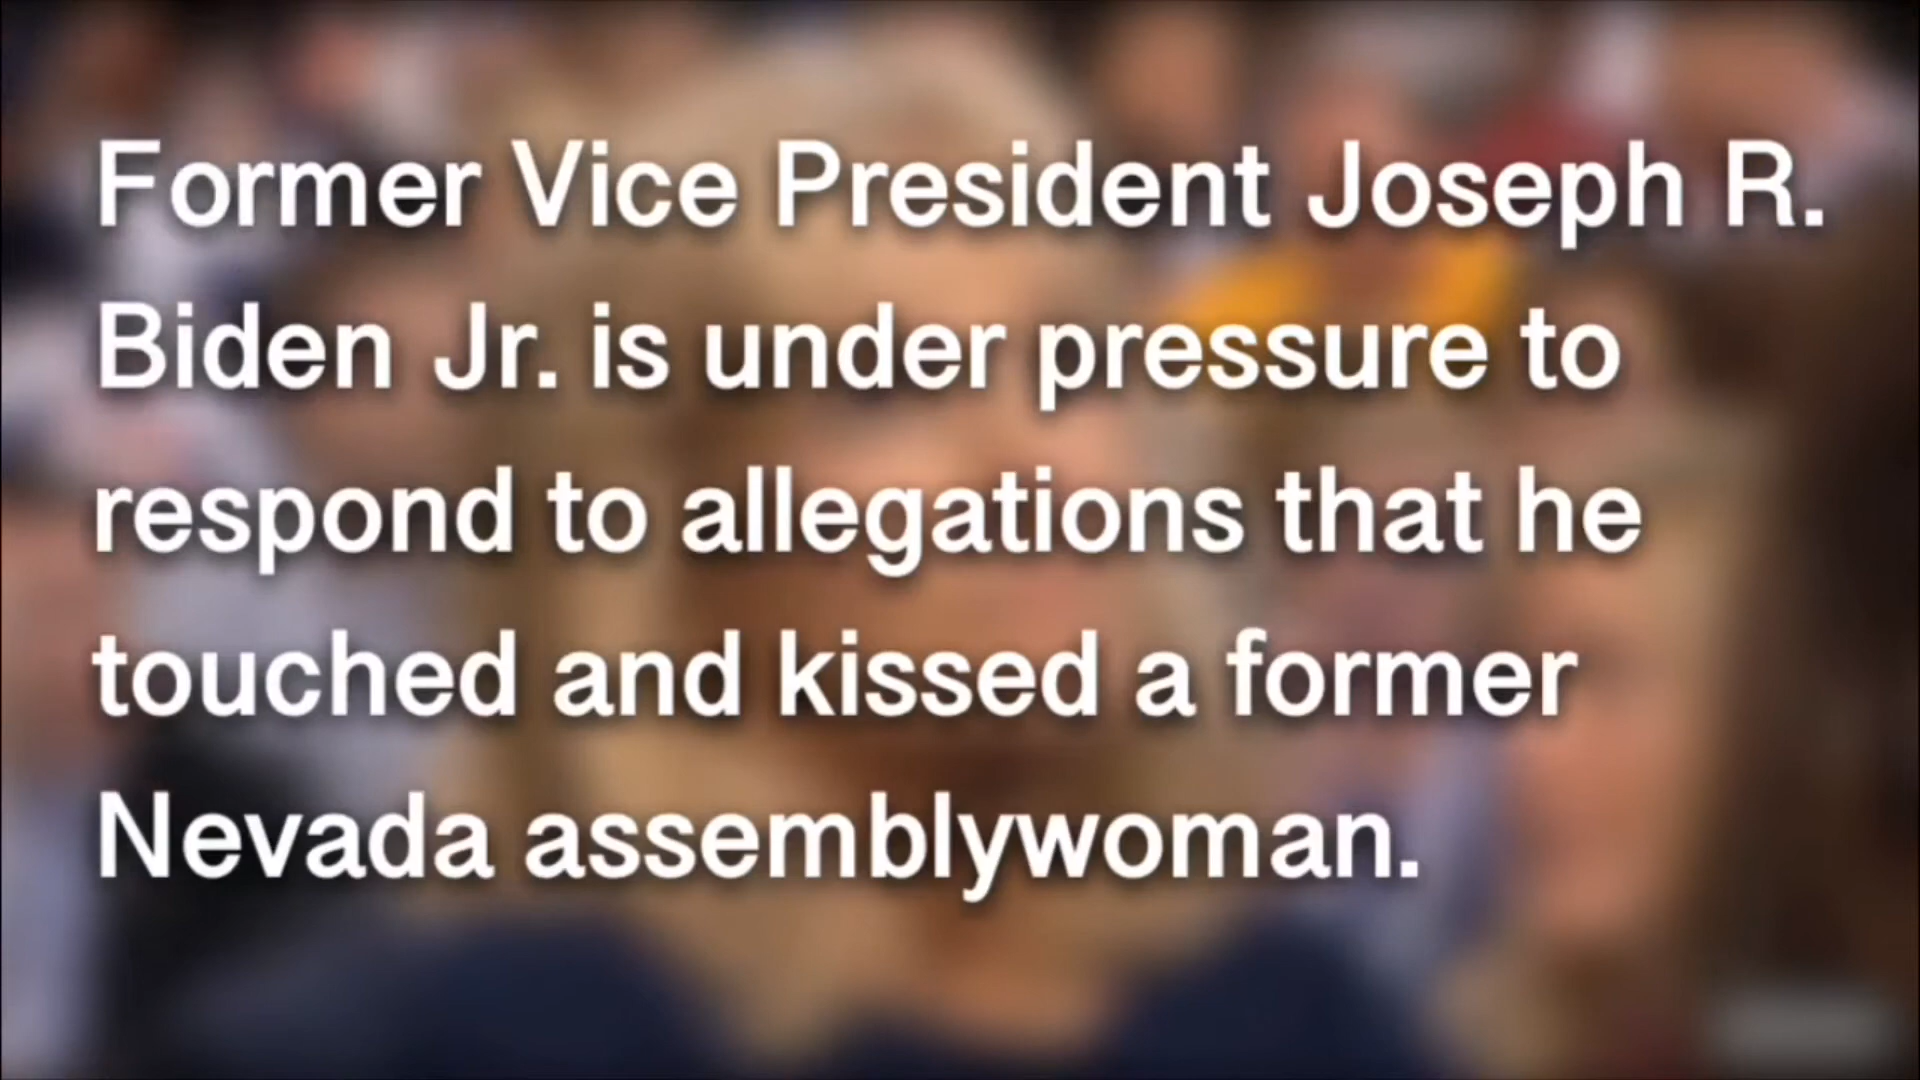 Former Vice President Joseph R.
Biden Jr. is under pressure to
respond to allegations that he
touched and kissed a former
Nevada assemblywoman.